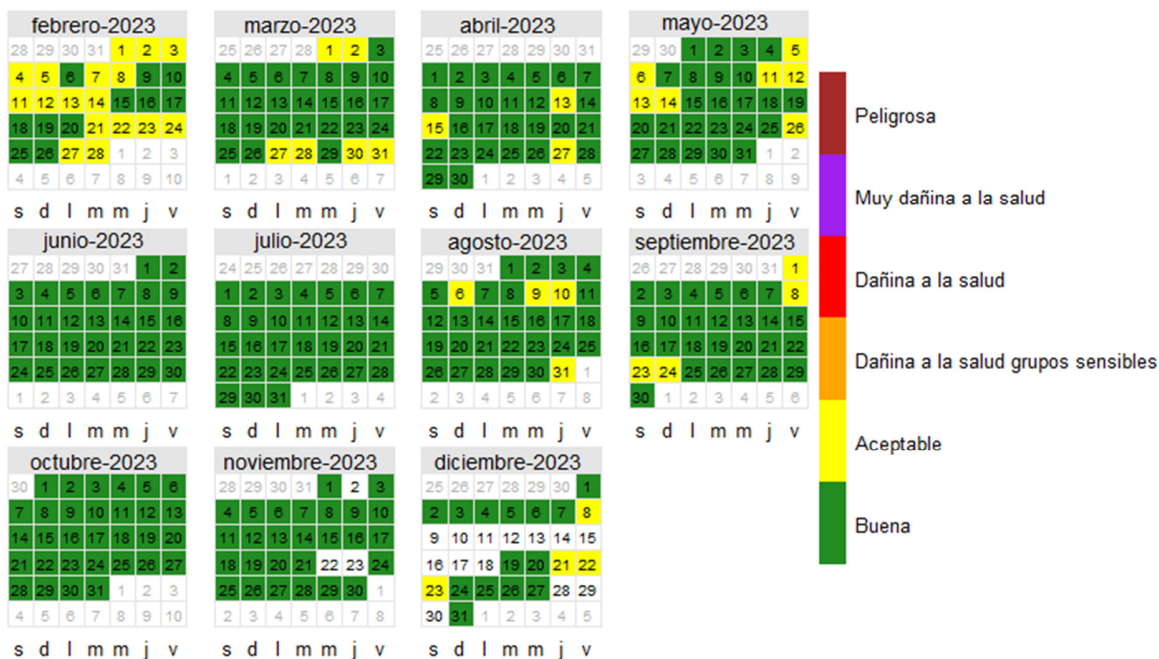 febrero-2023 marzo-2023 abril-2023 mayo-2023
28 29 30 31 1 2 3 25 26 27 28 1 2 3 25 26 27 28 29 30 31 29 30 1 2 3 4 5
4 5 6 7 8 9 10 4 5 6 7 8 9 10 1 2 3 4 5 6 7 6 7 8 9 10 11 12
11 12 13 14 15 16 17 11 12 13 14 15 16 17 8 9 10 11 12 13 14 13 14 15 16 17 18 19
18 19 20 21 22 23 24 18 19 20 21 22 23 24 15 16 17 18 19 20 21 20 21 22 23 24 25 26
25 26 27 28 1 2 3 25 26 27 28 29 30 31 22 23 24 25 26 27 28 27 28 29 30 31 1 2
4 5 6 7 8 9 10 1 2 3 4 5 6 7 29 30 1 2 3 4 5 3 4 5 6 7 8 9
s d l m m j v s d l m m j v s d l m m j v s d l m m j v
junio-2023 julio-2023 agosto-2023 septiembre-2023
27 28 29 30 31 1 2 24 25 26 27 28 29 30 29 30 31 1 2 3 4 26 27 28 29 30 31 1
3 4 5 6 7 8 9 1 2 3 4 5 6 7 5 6 7 8 9 10 11 2 3 4 5 6 7 8
10 11 12 13 14 15 16 8 9 10 11 12 13 14 12 13 14 15 16 17 18 9 10 11 12 13 14 15
17 18 19 20 21 22 23 15 16 17 18 19 20 21 19 20 21 22 23 24 25 16 17 18 19 20 21 22
24 25 26 27 28 29 30 22 23 24 25 26 27 28 26 27 28 29 30 31 1 23 24 25 26 27 28 29
1 2 3 4 5 6 7 29 30 31 1 2 3 4 2 3 4 5 6 7 8 30 1 2 3 4 5 6
s d l m m j v s d l m m j v s d l m m j v s d l m m j v
octubre-2023 noviembre-2023 diciembre-2023
30 1 2 3 4 5 6 28 29 30 31 1 2 3 25 26 27 28 29 30 1
7 8 9 10 11 12 13 4 5 6 7 8 9 10 2 3 4 5 6 7 8
14 15 16 17 18 19 20 11 12 13 14 15 16 17 9 10 11 12 13 14 15
21 22 23 24 25 26 27 18 19 20 21 22 23 24 16 17 18 19 20 21 22
28 29 30 31 1 2 3 25 26 27 28 29 30 1 23 24 25 26 27 28 29
4 5 6 7 8 9 10 2 3 4 5 6 7 8 30 31 1 2 3 4 5
s d l m m j v s d l m m j v s d l m m j v
Peligrosa
Muy dañina a la salud
Dañina a la salud
Dañina a la salud grupos sensibles
Aceptable
Buena